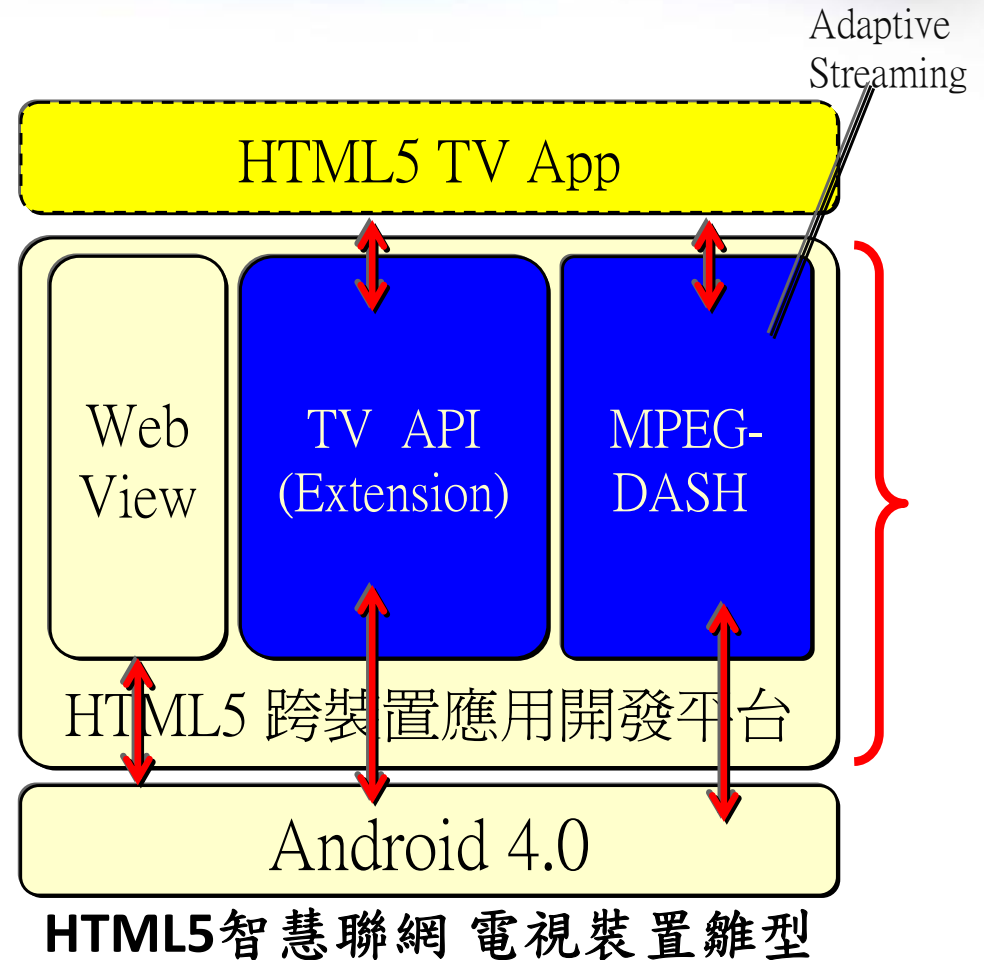 Adaptive
Streaming
HTML5 TV App
Web
View
TV API
(Extension)
MPEG-
DASH
HTML5 跨裝置應用開發平台
Android 4.0
HTML5智慧聯網 電視裝置雛型